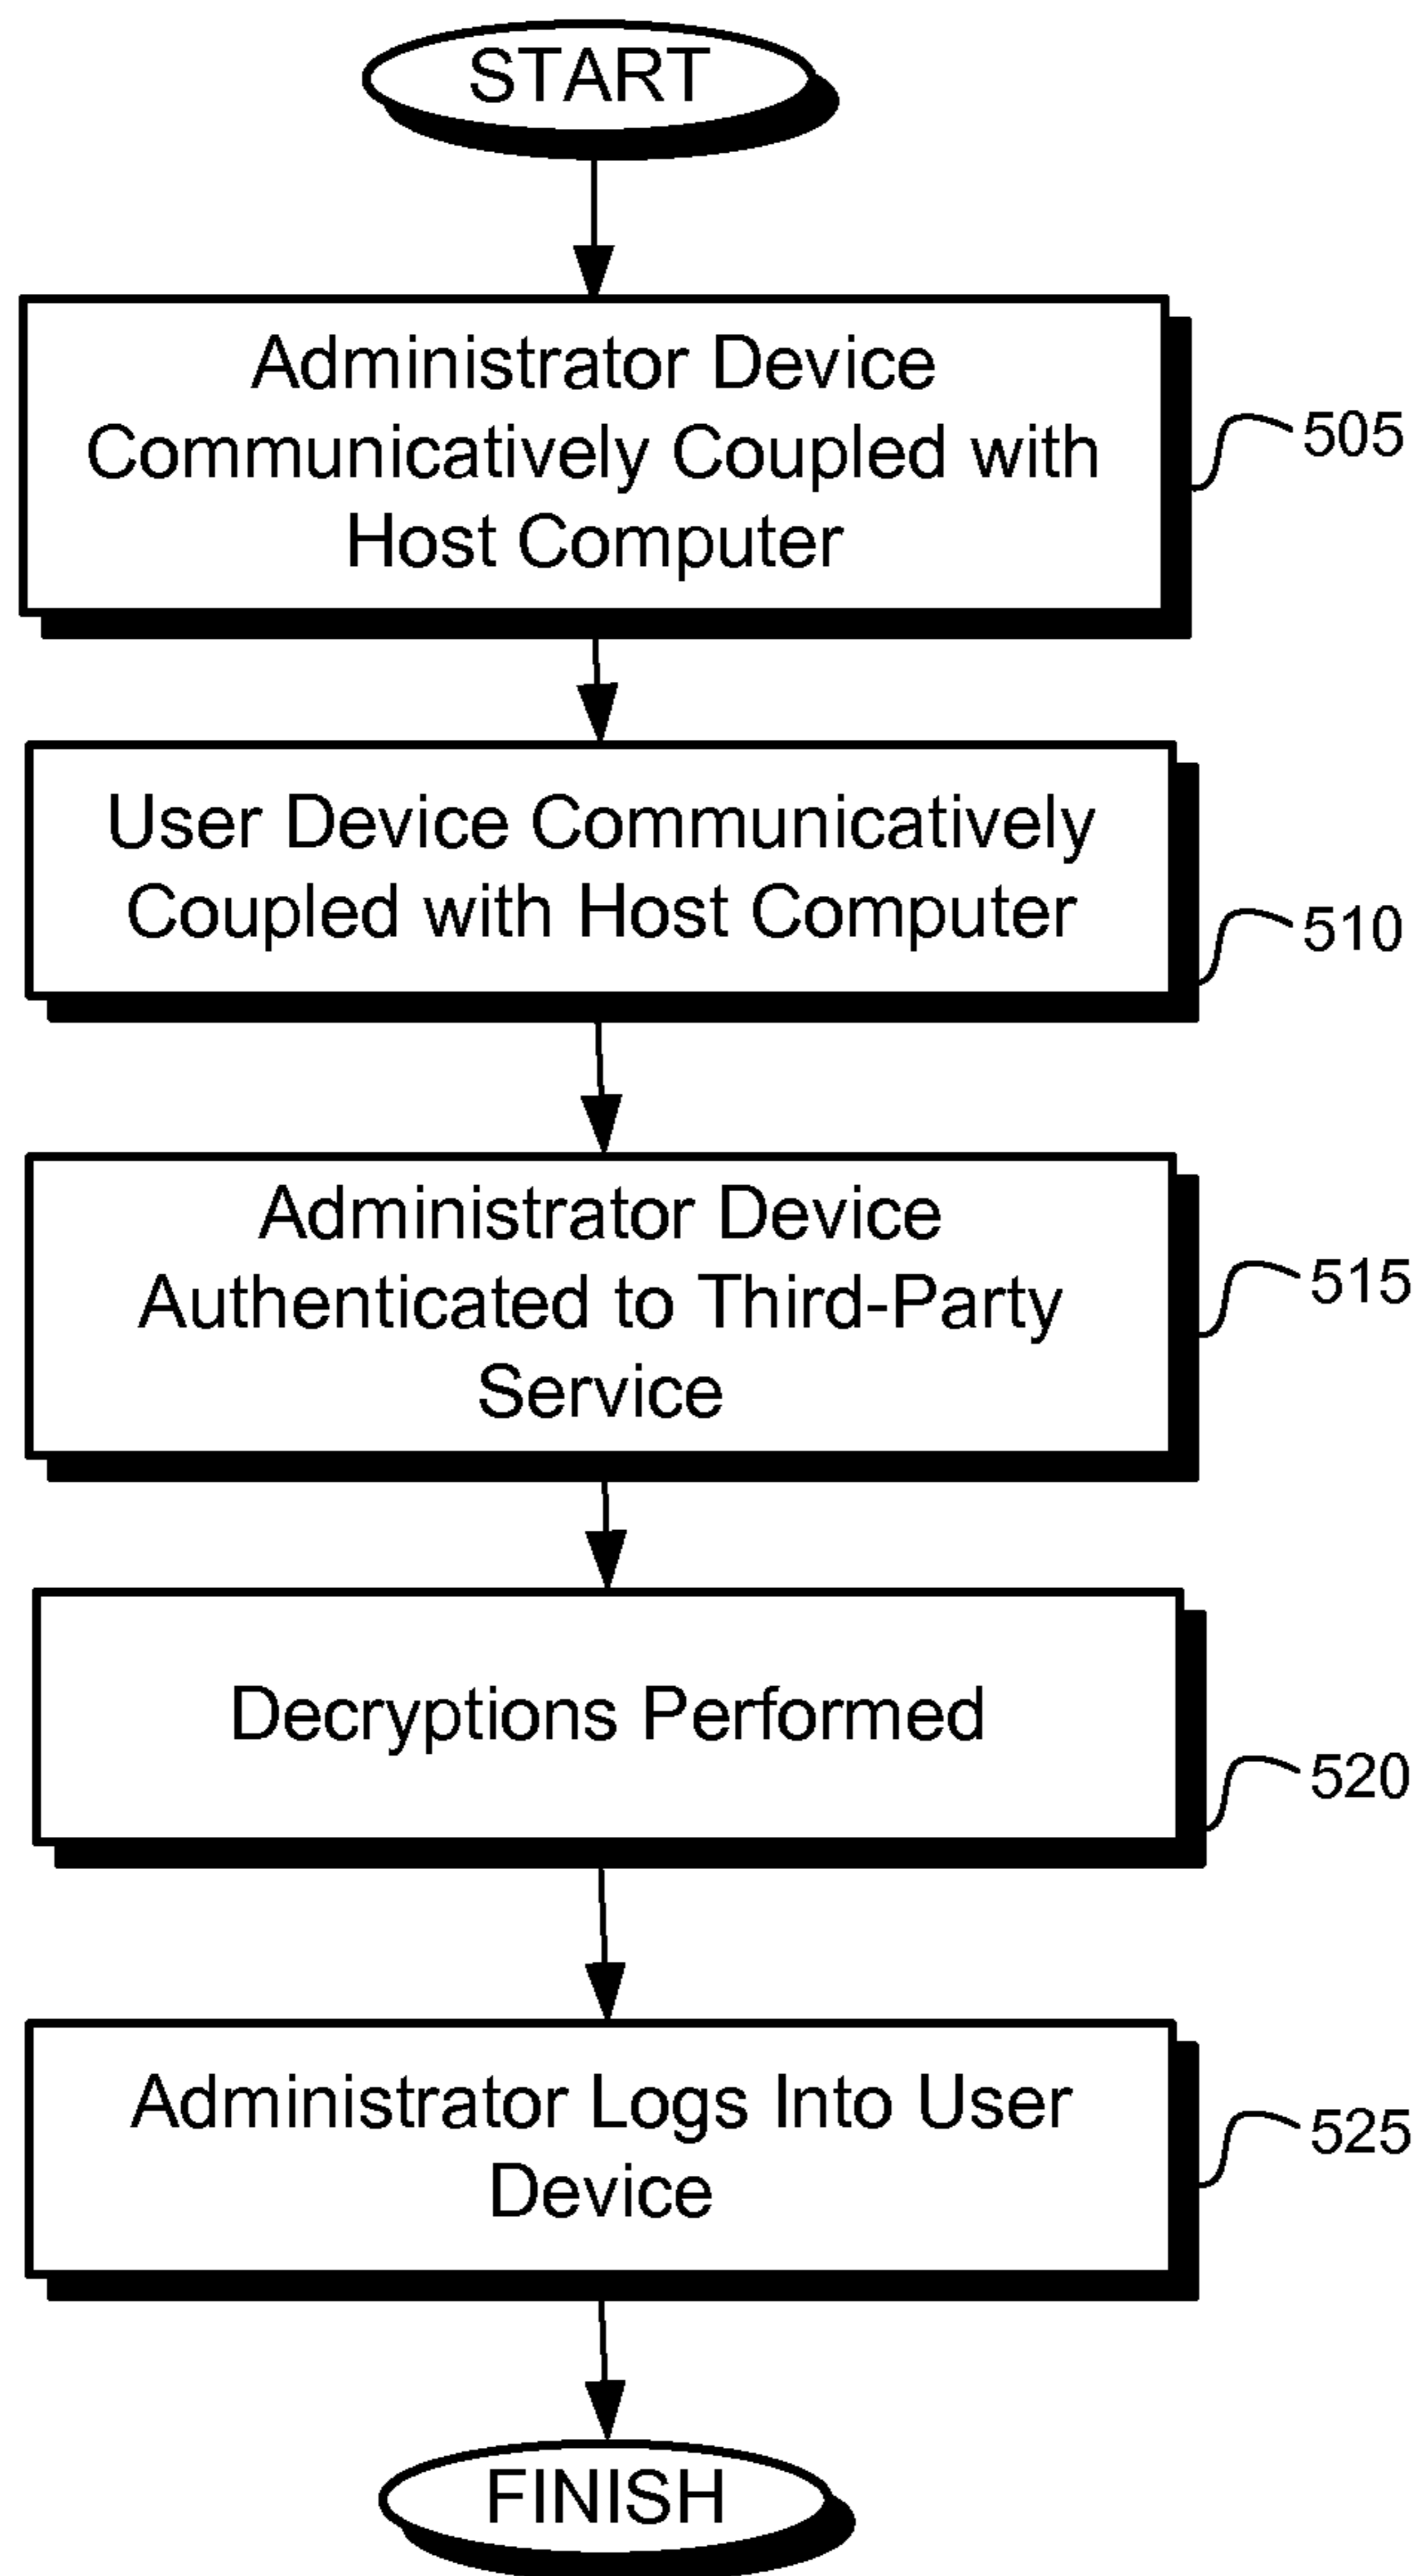 START
Administrator Device
Communicatively Coupled with
Host Computer
505
User Device Communicatively
Coupled with Host Computer
510
Administrator Device
Authenticated to Third-Party
Service
515
Decryptions Performed
520
Administrator Logs Into User
Device
525
FINISH